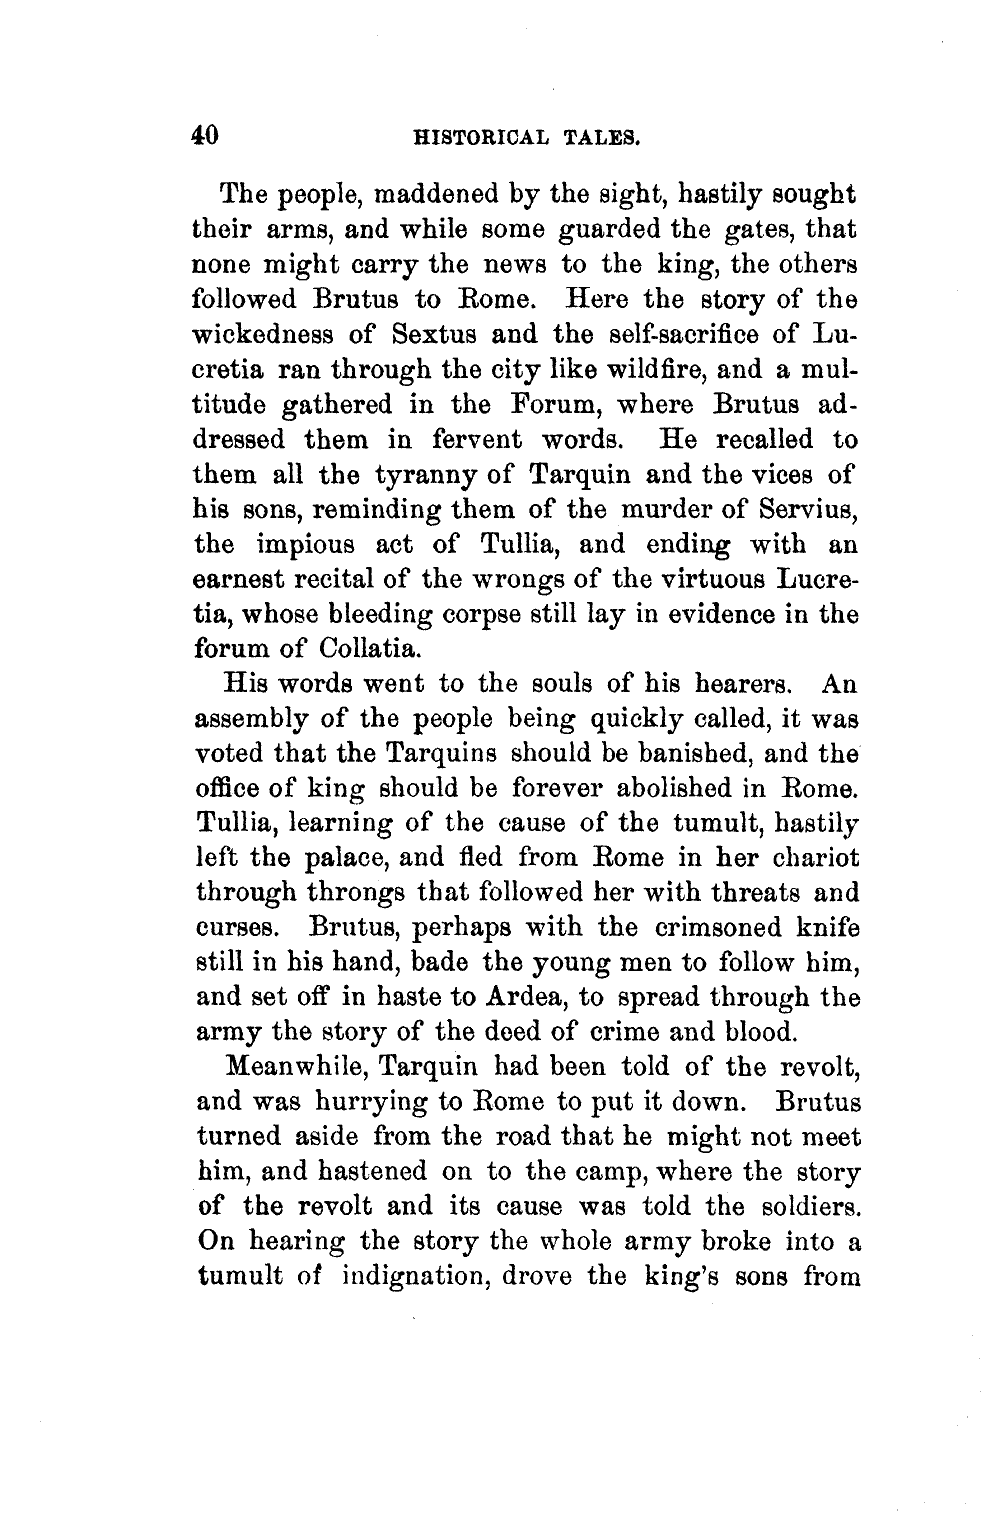 40 HISTORICAL TALES.
The people, maddened by the sight, hastily sought
their arms, and while some guarded the gates, that
none might carry the news to the king, the others
followed Brutus to Rome. Here the story of the
wickedness of Sextus and the self-sacrifice of Lu-
cretia ran through the city like wildfire, and a mul-
titude gathered in the Forum, where Brutus ad-
dressed them in fervent words. He recalled to
them all the tyranny of Tarquin and the vices of
his sons, reminding them of the murder of Servius,
the impious act of Tullia, and ending with an
earnest recital of the wrongs of the virtuous Lucre-
tia, whose bleeding corpse still lay in evidence in the
forum of Collatia.
His words went to the souls of his hearers. An
assembly of the people being quickly called, it was
voted that the Tarquins should be banished, and the
office of king should be forever abolished in Rome.
Tullia, learning of the cause of the tumult, hastily
left the palace, and fled from Rome in her chariot
through throngs that followed her with threats and
curses. Brutus, perhaps with the crimsoned knife
still in his hand, bade the young men to follow him,
and set off in haste to Ardea, to spread through the
army the story of the deed of crime and blood.
Meanwhile, Tarquin had been told of the revolt,
and was hurrying to Rome to put it down. Brutus
turned aside from the road that he might not meet
him, and hastened on to the camp, where the story
of the revolt and its cause was told the soldiers.
On hearing the story the whole army broke into a
tumult of indignation, drove the king's sons from